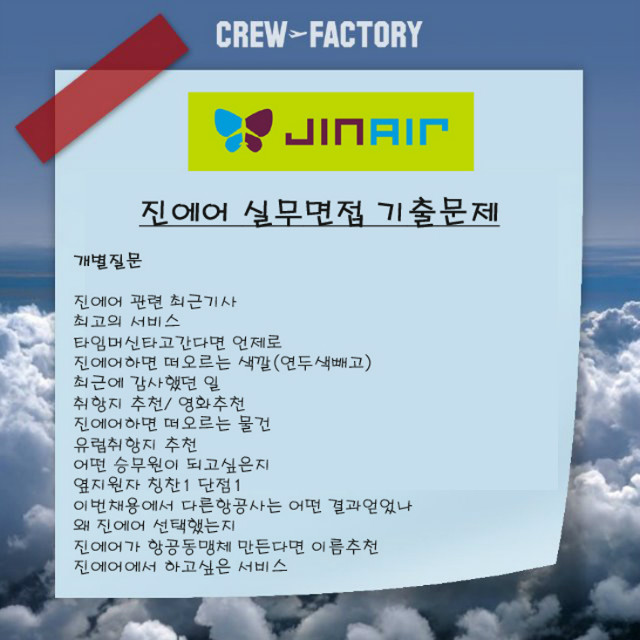 CREW FACTORY
JINAIR
진에어 실무면접 기출문제
개별질문
진에어 관련 최근기사
최고의 서비스
타임머신타고간다면 언제로
진에어하면 떠오르는 색깔(연두색빼고)
최근에 감사했던 일
취항지 추천/ 영화추천
진에어하면 떠오르는 물건
유럽취항지 추천
어떤 승무원이 되고싶은지
옆지원자 칭찬1 단점1
이번채용에서 다른항공사는 어떤 결과얻었나
왜 진에어 선택했는지
진에어가 항공동맹체 만든다면 이름추천
진에어에서 하고싶은 서비스